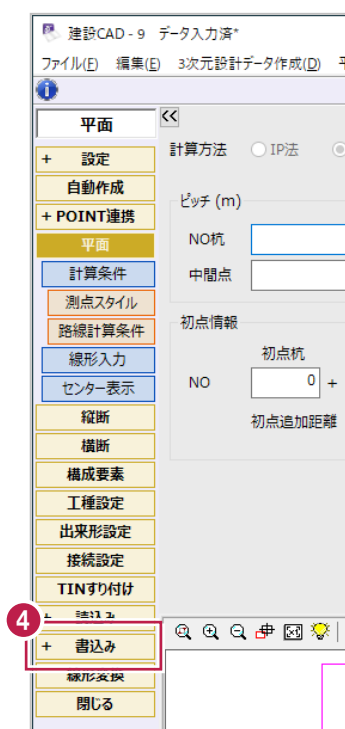 建設CAD - 9 データ入力済*
ファイル(F) 編集(E) 3次元設計データ作成(D)
平面
<<
+ 設定
計算方法 IP法
自動作成
+ POINT連携
ピッチ (m)
平面
NO杭
計算条件
中間点
測点スタイル
路線計算条件
初点情報
線形入力
初点杭
センター表示
NO 0 +
縦断
初点追加距離
横断
構成要素
工種設定
出来形設定
接続設定
TINすり付け
4
+ 読込み
+ 書込み
線形変換
閉じる